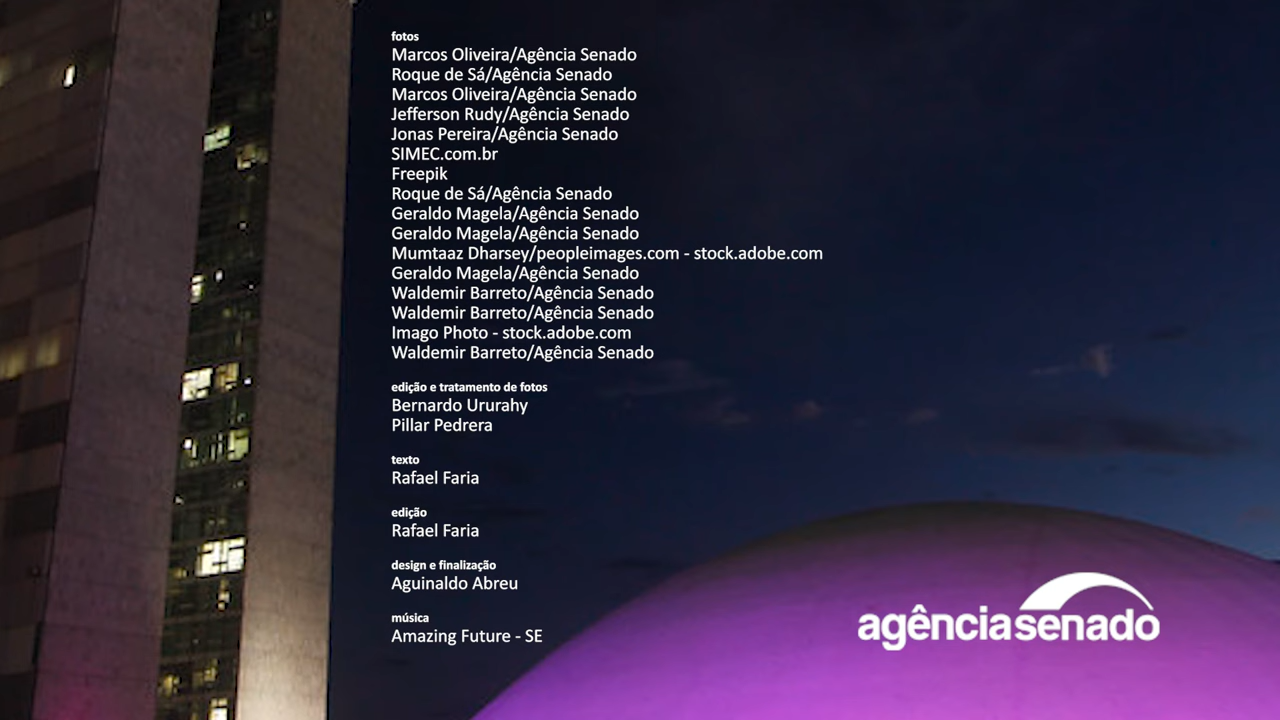 fotos
Marcos Oliveira/Agência Senado
Roque de Sá/Agência Senado
Marcos Oliveira/Agência Senado
Jefferson Rudy/Agência Senado
Jonas Pereira/Agência Senado
SIMEC.com.br
Freepik
Roque de Sá/Agência Senado
Geraldo Magela/Agência Senado
Geraldo Magela/Agência Senado
Mumtaaz Dharsey/peopleimages.com - stock.adobe.com
Geraldo Magela/Agência Senado
Waldemir Barreto/Agência Senado
Waldemir Barreto/Agência Senado
Imago Photo - stock.adobe.com
Waldemir Barreto/Agência Senado
edição e tratamento de fotos
Bernardo Ururahy
Pillar Pedrera
texto
Rafael Faria
edição
Rafael Faria
design e finalização
Aguinaldo Abreu
música
Amazing Future - SE
agênciasenado